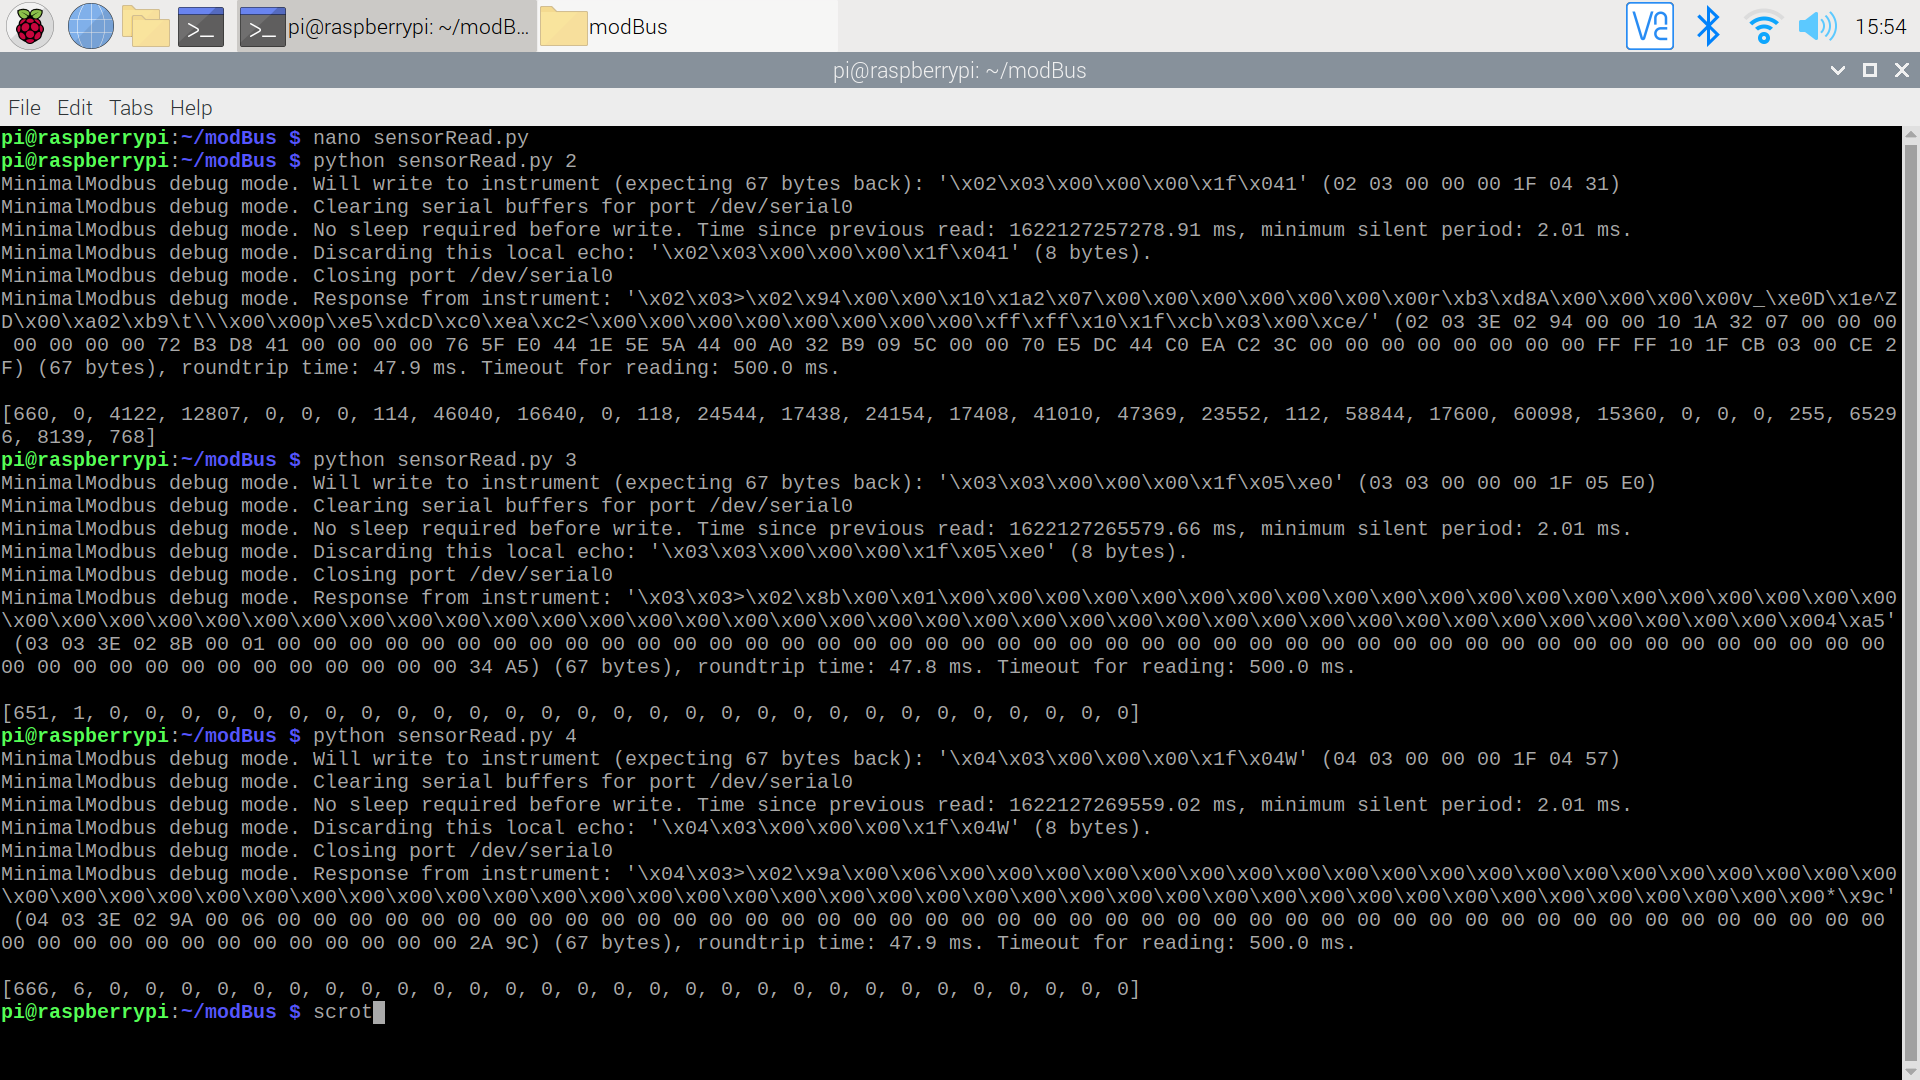 pi@raspberrypi: ~/modB...
modBus
15:54
pi@raspberrypi: ~/modBus
File Edit Tabs Help
pi@raspberrypi:~/modBus $ nano sensorRead.py
pi@raspberrypi:~/modBus $ python sensorRead.py 2
MinimalModbus debug mode. Will write to instrument (expecting 67 bytes back): '\x02\x03\x00\x00\x00\x1f\x041' (02 03 00 00 00 1F 04 31)
MinimalModbus debug mode. Clearing serial buffers for port /dev/serial0
MinimalModbus debug mode. No sleep required before write. Time since previous read: 1622127257278.91 ms, minimum silent period: 2.01 ms.
MinimalModbus debug mode. Discarding this local echo: '\x02\x03\x00\x00\x00\x1f\x041' (8 bytes).
MinimalModbus debug mode. Closing port /dev/serial0
MinimalModbus debug mode. Response from instrument: '\x02\x03>\x02\x94\x00\x00\x10\x1a2\x07\x00\x00\x00\x00\x00\x00\x00r\xb3\xd8A\x00\x00\x00\x00v_\xe0D\x1e^Z
D\x00\xa02\xb9\t\\\x00\x00p\xe5\xdcD\xc0\xea\xc2<\x00\x00\x00\x00\x00\x00\x00\x00\xff\xff\x10\x1f\xcb\x03\x00\xce/' (02 03 3E 02 94 00 00 10 1A 32 07 00 00 00
00 00 00 00 72 B3 D8 41 00 00 00 00 76 5F E0 44 1E 5E 5A 44 00 A0 32 B9 09 5C 00 00 70 E5 DC 44 C0 EA C2 3C 00 00 00 00 00 00 00 00 FF FF 10 1F CB 03 00 CE 2
F) (67 bytes), roundtrip time: 47.9 ms. Timeout for reading: 500.0 ms.
[660, 0, 4122, 12807, 0, 0, 0, 114, 46040, 16640, 0, 118, 24544, 17438, 24154, 17408, 41010, 47369, 23552, 112, 58844, 17600, 60098, 15360, 0, 0, 0, 255, 6529
6, 8139, 768]
pi@raspberrypi:~/modBus $ python sensorRead.py 3
MinimalModbus debug mode. Will write to instrument (expecting 67 bytes back): '\x03\x03\x00\x00\x00\x1f\x05\xe0' (03 03 00 00 00 1F 05 E0)
MinimalModbus debug mode. Clearing serial buffers for port /dev/serial0
MinimalModbus debug mode. No sleep required before write. Time since previous read: 1622127265579.66 ms, minimum silent period: 2.01 ms.
MinimalModbus debug mode. Discarding this local echo: '\x03\x03\x00\x00\x00\x1f\x05\xe0' (8 bytes).
MinimalModbus debug mode. Closing port /dev/serial0
MinimalModbus debug mode. Response from instrument: '\x03\x03>\x02\x8b\x00\x01\x00\x00\x00\x00\x00\x00\x00\x00\x00\x00\x00\x00\x00\x00\x00\x00\x00\x00\x00\x00
\x00\x00\x00\x00\x00\x00\x00\x00\x00\x00\x00\x00\x00\x00\x00\x00\x00\x00\x00\x00\x00\x00\x00\x00\x00\x00\x00\x00\x00\x00\x00\x00\x00\x00\x00\x004\xa5'
(03 03 3E 02 8B 00 01 00 00 00 00 00 00 00 00 00 00 00 00 00 00 00 00 00 00 00 00 00 00 00 00 00 00 00 00 00 00 00 00 00 00 00 00 00 00 00 00 00 00 00 00 00
00 00 00 00 00 00 00 00 00 00 00 00 00 34 A5) (67 bytes), roundtrip time: 47.8 ms. Timeout for reading: 500.0 ms.
[651, 1, 0, 0, 0, 0, 0, 0, 0, 0, 0, 0, 0, 0, 0, 0, 0, 0, 0, 0, 0, 0, 0, 0, 0, 0, 0, 0, 0, 0, 0]
pi@raspberrypi:~/modBus $ python sensorRead.py 4
MinimalModbus debug mode. Will write to instrument (expecting 67 bytes back): '\x04\x03\x00\x00\x00\x1f\x04W' (04 03 00 00 00 1F 04 57)
MinimalModbus debug mode. Clearing serial buffers for port /dev/serial0
MinimalModbus debug mode. No sleep required before write. Time since previous read: 1622127269559.02 ms, minimum silent period: 2.01 ms.
MinimalModbus debug mode. Discarding this local echo: '\x04\x03\x00\x00\x00\x1f\x04W' (8 bytes).
MinimalModbus debug mode. Closing port /dev/serial0
MinimalModbus debug mode. Response from instrument: '\x04\x03>\x02\x9a\x00\x06\x00\x00\x00\x00\x00\x00\x00\x00\x00\x00\x00\x00\x00\x00\x00\x00\x00\x00\x00\x00
\x00\x00\x00\x00\x00\x00\x00\x00\x00\x00\x00\x00\x00\x00\x00\x00\x00\x00\x00\x00\x00\x00\x00\x00\x00\x00\x00\x00\x00\x00\x00\x00\x00\x00\x00\x00*\x9c'
(04 03 3E 02 9A 00 06 00 00 00 00 00 00 00 00 00 00 00 00 00 00 00 00 00 00 00 00 00 00 00 00 00 00 00 00 00 00 00 00 00 00 00 00 00 00 00 00 00 00 00 00 00
00 00 00 00 00 00 00 00 00 00 00 00 00 2A 9C) (67 bytes), roundtrip time: 47.9 ms. Timeout for reading: 500.0 ms.
[666, 6, 0, 0, 0, 0, 0, 0, 0, 0, 0, 0, 0, 0, 0, 0, 0, 0, 0, 0, 0, 0, 0, 0, 0, 0, 0, 0, 0, 0, 0]
pi@raspberrypi:~/modBus $ scrot